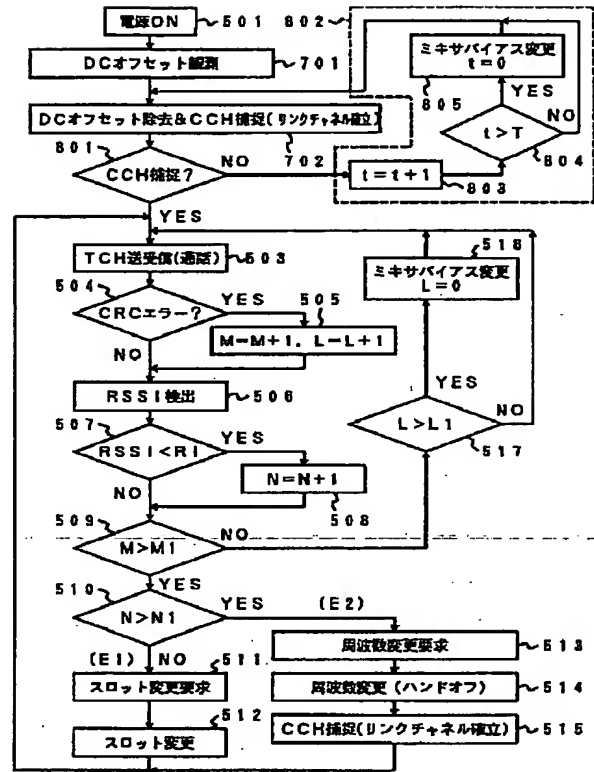 電源ON
501
802
DCオフセット観測
701
ミキサバイアス変更
t=0
805
YES
NO
DCオフセット除去&CCH捕捉(リンクチャネル確立)
801
702
t>T
804
CCH捕捉?
NO
t=t+1
803
YES
TCH送受信(通話)
503
518
ミキサバイアス変更
L=0
504
CRCエラー?
YES
505
M=M+1. L=L+1
NO
YES
RSSI検出
506
507
L>L1
NO
517
RSSI<RI
YES
N=N+1
NO
508
509
M>M1
NO
YES
510
N>N1
YES
(E2)
周波数変更要求
513
(E1)
NO
511
スロット変更要求
周波数変更(ハンドオフ)
514
512
スロット変更
CCH捕捉(リンクチャネル確立)
515